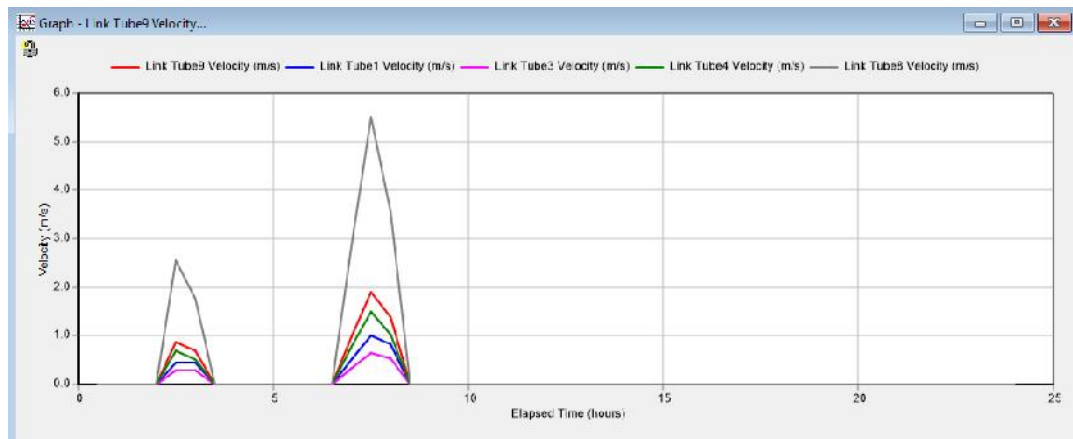 Graph - Link Tube9 Velocity...
Link Tube9 Velocity (m/s) Link Tube1 Velocity (m/s) Link Tube3 Velocity (m/s) Link Tube4 Velocity (m/s) Link Tube8 Velocity (m/s)
6.0
5.0
4.0
3.0
2.0
1.0
0.0
Velocity (m/s)
0 5 10 15 20 25
Elapsed Time (hours)